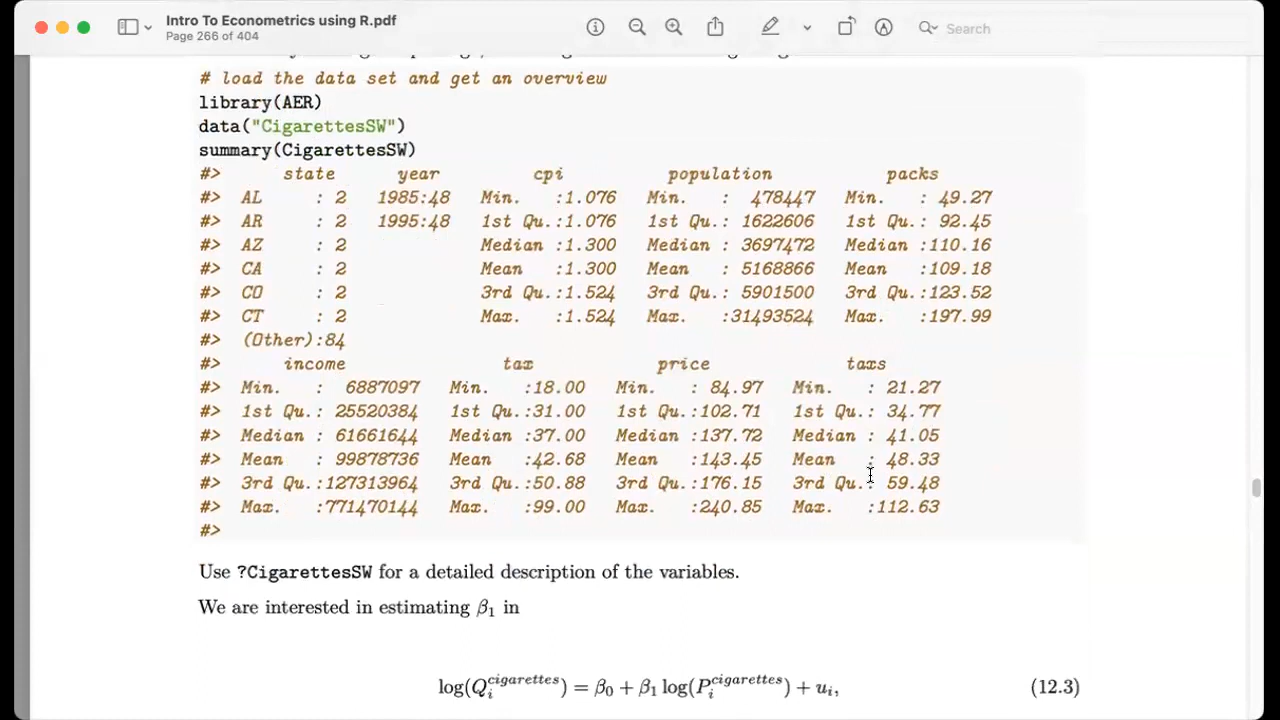 Intro To Econometrics using R.pdf
Page 266 of 404
Search
# load the data set and get an overview
library(AER)
data("CigarettesSW")
summary(CigarettesSW)
#> state year cpi population packs
#> AL : 2 1985:48 Min. :1.076 Min. : 478447 Min. : 49.27
#> AR : 2 1995:48 1st Qu.:1.076 1st Qu.: 1622606 1st Qu.: 92.45
#> AZ : 2 Median :1.300 Median : 3697472 Median :110.16
#> CA : 2 Mean :1.300 Mean : 5168866 Mean :109.18
#> CO : 2 3rd Qu.:1.524 3rd Qu.: 5901500 3rd Qu.:123.52
#> CT : 2 Max. :1.524 Max. :31493524 Max. :197.99
#> (Other):84
#> income tax price taxs
#> Min. : 6887097 Min. :18.00 Min. : 84.97 Min. : 21.27
#> 1st Qu.: 25520384 1st Qu.:31.00 1st Qu.:102.71 1st Qu.: 34.77
#> Median : 61661644 Median :37.00 Median :137.72 Median : 41.05
#> Mean : 99878736 Mean :42.68 Mean :143.45 Mean : 48.33
#> 3rd Qu.:127313964 3rd Qu.:50.88 3rd Qu.:176.15 3rd Qu.: 59.48
#> Max. :771470144 Max. :99.00 Max. :240.85 Max. :112.63
#>
Use ?CigarettesSW for a detailed description of the variables.
We are interested in estimating β₁ in
log(Q_i^{cigarettes}) = β₀ + β₁ log(P_i^{cigarettes}) + u_i, (12.3)